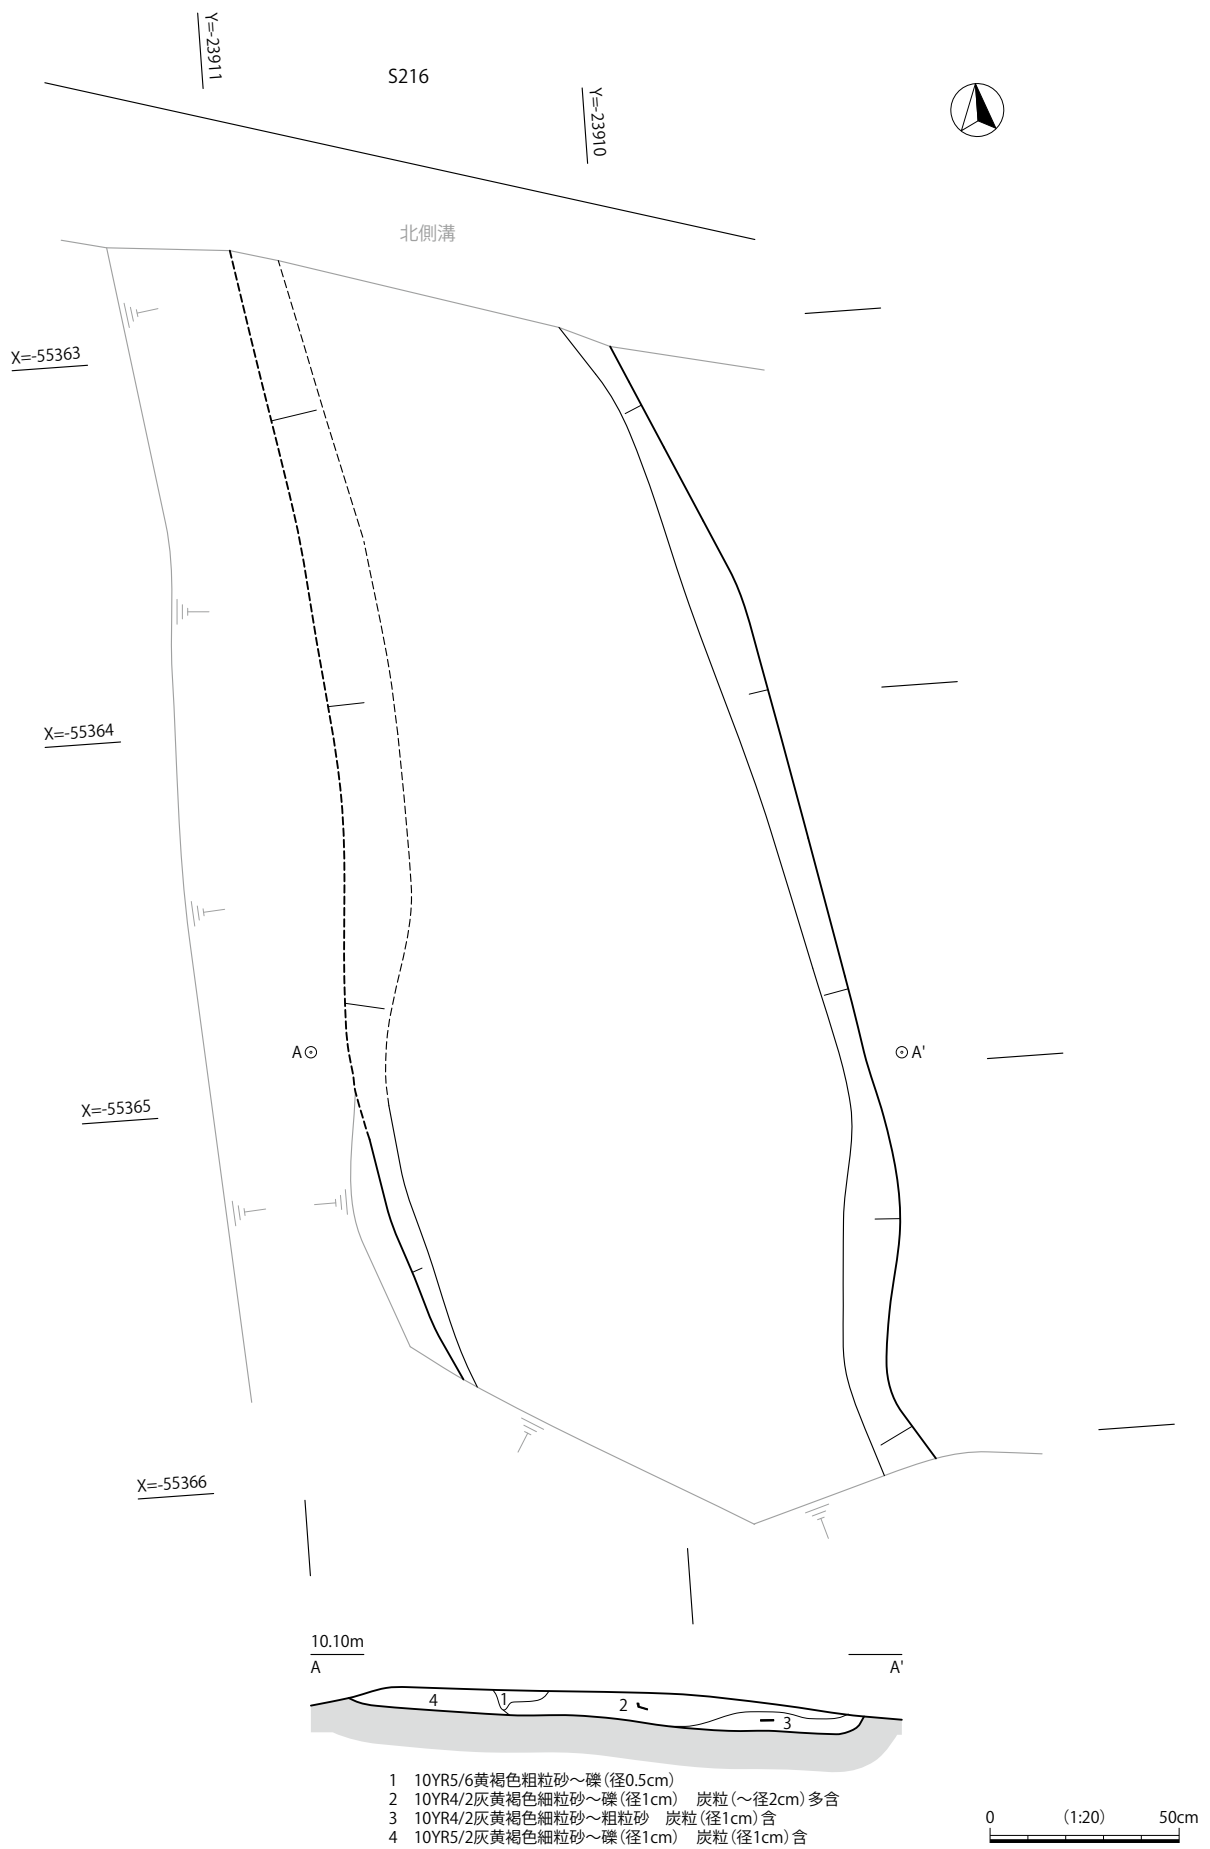 Y=-23911
S216
Y=-23910
北側溝
X=-55363
X=-55364
A
A'
X=-55365
X=-55366
10.10m
A
A'
4
1
2
3
1 10YR5/6黄褐色粗粒砂～礫(径0.5cm)
2 10YR4/2灰黄褐色細粒砂～礫(径1cm) 炭粒(～径2cm)多含
3 10YR4/2灰黄褐色細粒砂～粗粒砂 炭粒(径1cm)含
4 10YR5/2灰黄褐色細粒砂～礫(径1cm) 炭粒(径1cm)含
0 (1:20) 50cm